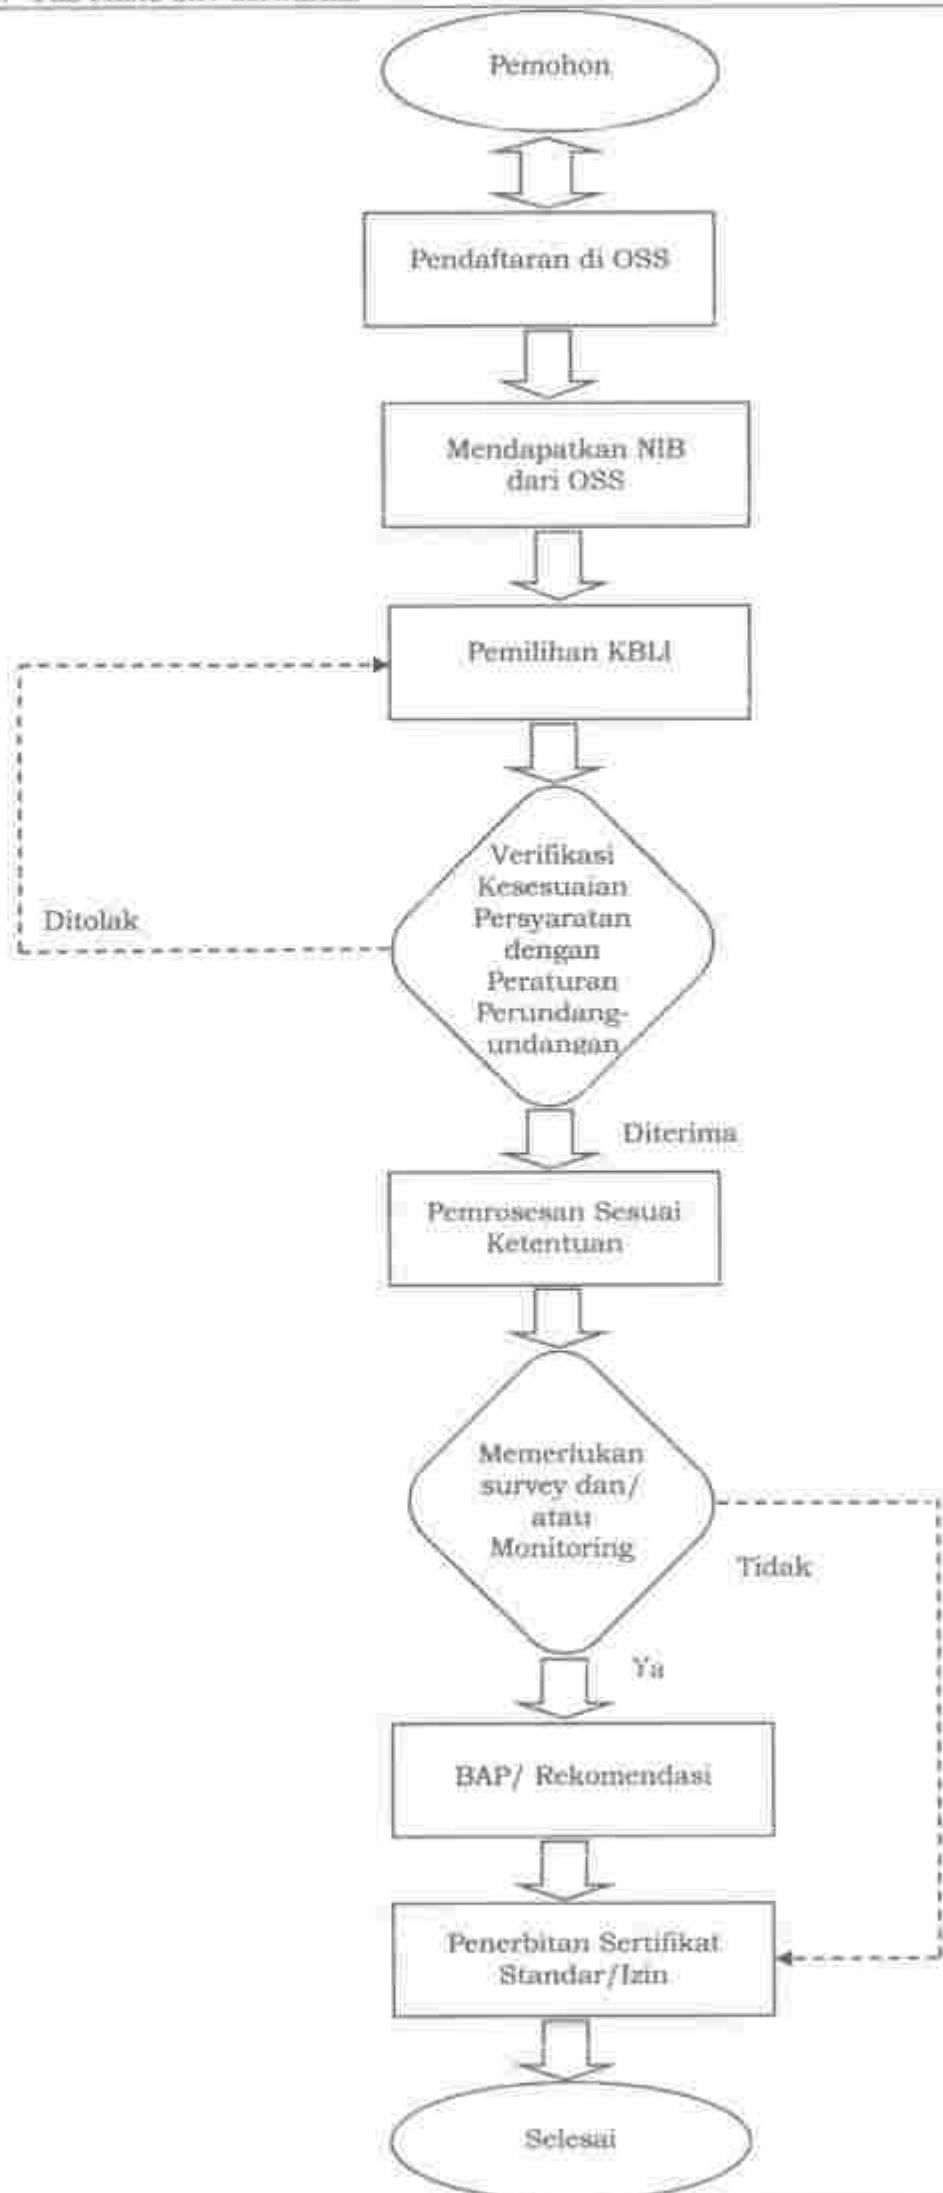 Pemohon
Pendaftaran di OSS
Mendapatkan NIB
dari OSS
Pemilihan KBLI
Verifikasi
Kesesuaian
Persyaratan
dengan
Peraturan
Perundang-
undangan
Ditolak
Diterima
Pemrosesan Sesuai
Ketentuan
Memerlukan
survey dan/
atau
Monitoring
Tidak
Ya
BAP/ Rekomendasi
Penerbitan Sertifikat
Standar/Izin
Selesai